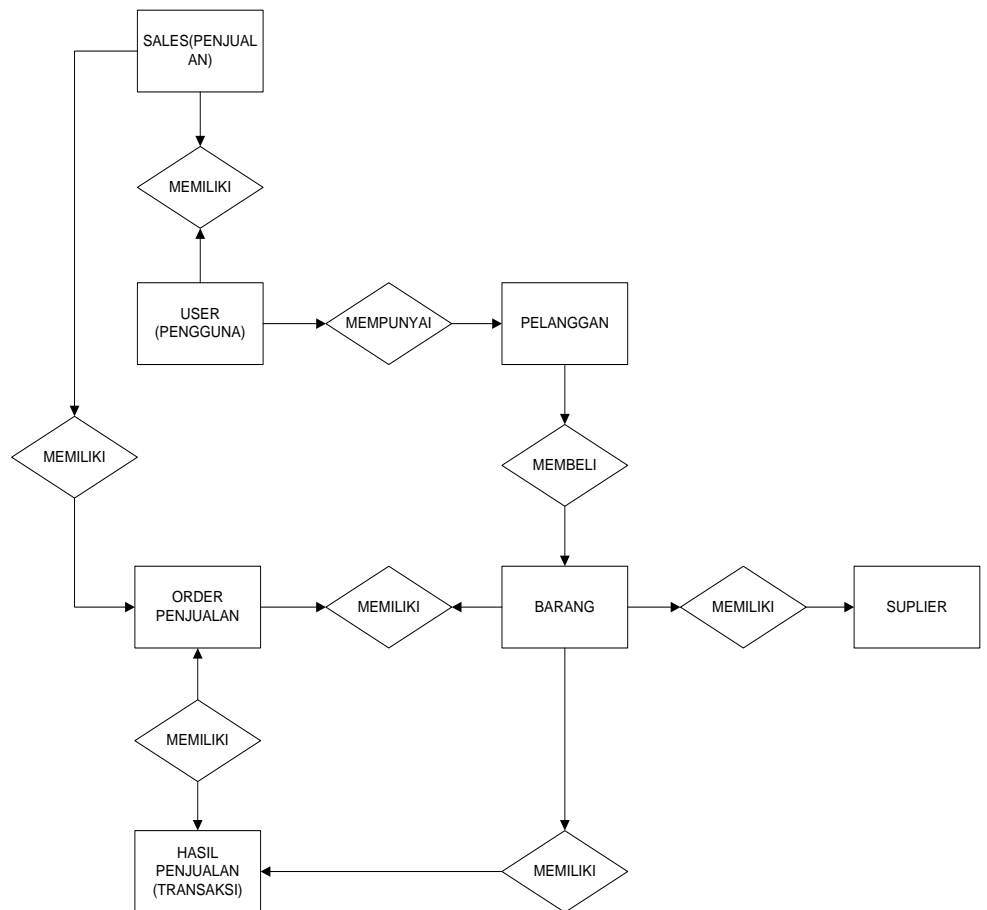 SALES(PENJUAL
AN)
MEMILIKI
USER
(PENGGUNA)
MEMPUNYAI
PELANGGAN
MEMILIKI
MEMBELI
ORDER
PENJUALAN
MEMILIKI
BARANG
MEMILIKI
SUPLIER
MEMILIKI
HASIL
PENJUALAN
(TRANSAKSI)
MEMILIKI